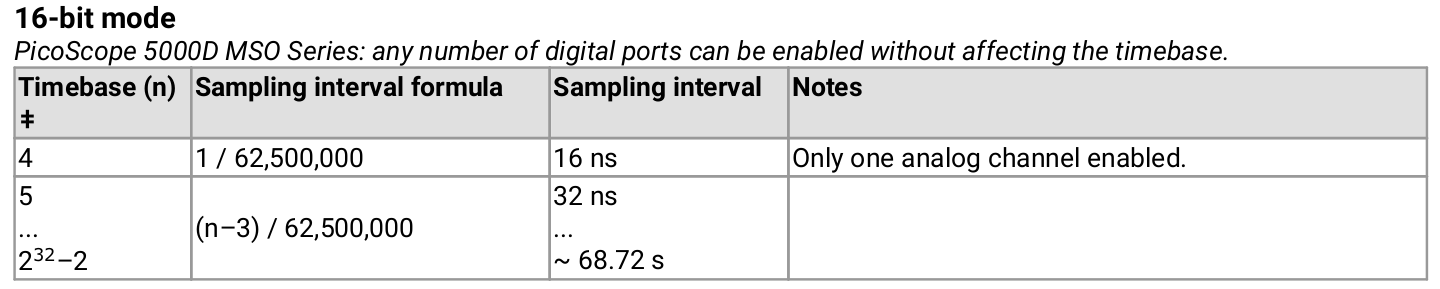 16-bit mode
PicoScope 5000D MSO Series: any number of digital ports can be enabled without affecting the timebase.
Timebase (n) ‡ Sampling interval formula Sampling interval Notes
4 1 / 62,500,000 16 ns Only one analog channel enabled.
5 32 ns
... (n−3) / 62,500,000 ...
2³²−2 ~ 68.72 s